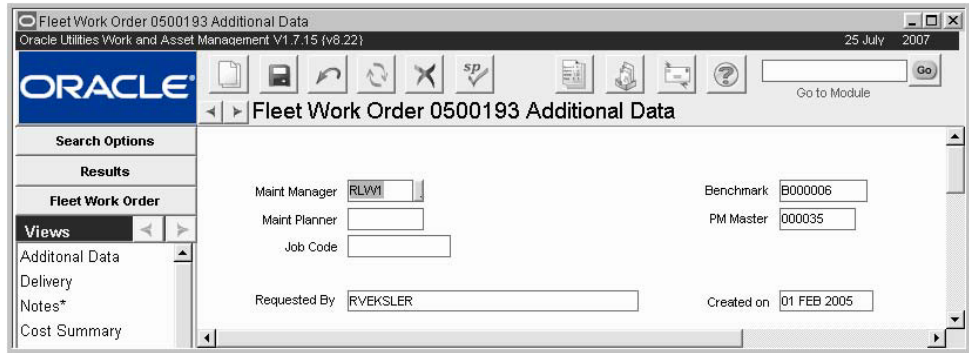 Fleet Work Order 0500193 Additional Data
Oracle Utilities Work and Asset Management V1.7.15 {v8.22} 25 July 2007
ORACLE®
sp
Go
Go to Module
Fleet Work Order 0500193 Additional Data
Search Options
Results
Fleet Work Order
Views
Additonal Data
Delivery
Notes*
Cost Summary
Maint Manager RLW1 Benchmark B000006
Maint Planner PM Master 000035
Job Code
Requested By RVEKSLER Created on 01 FEB 2005